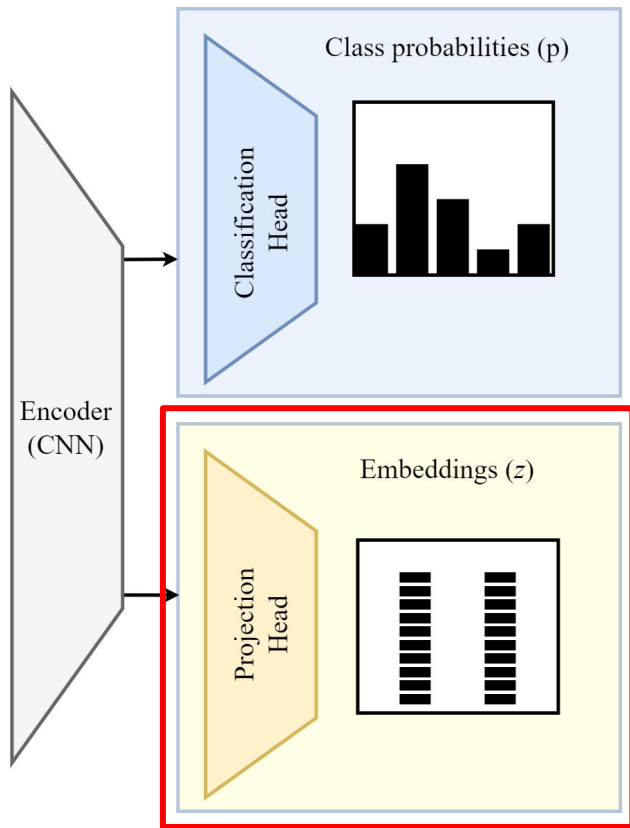 Class probabilities (p)
Classification
Head
Encoder
(CNN)
Embeddings (z)
Projection
Head